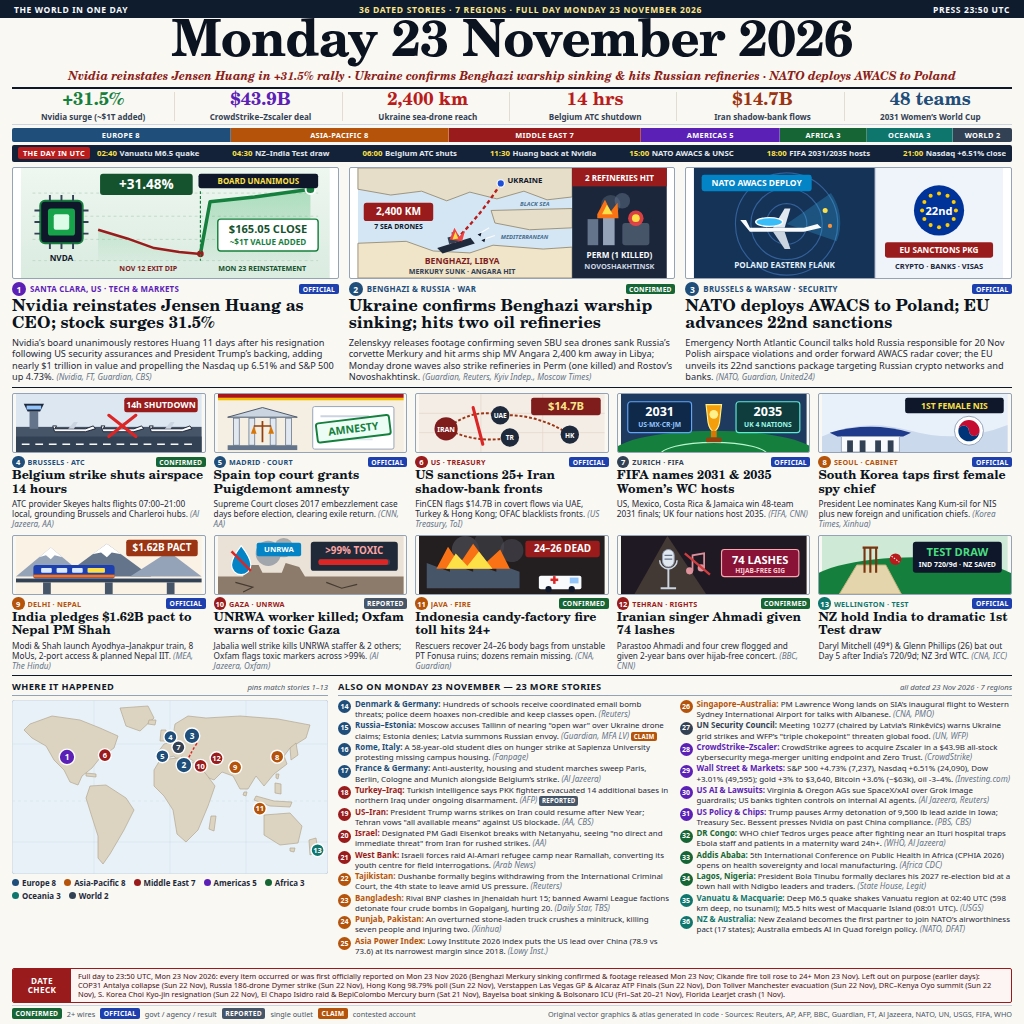 THE WORLD IN ONE DAY
36 DATED STORIES · 7 REGIONS · FULL DAY MONDAY 23 NOVEMBER 2026
PRESS 23:50 UTC
Monday 23 November 2026
Nvidia reinstates Jensen Huang in +31.5% rally · Ukraine confirms Benghazi warship sinking & hits Russian refineries · NATO deploys AWACS to Poland
+31.5%
Nvidia surge (~$1T added)
$43.9B
CrowdStrike–Zscaler deal
2,400 km
Ukraine sea-drone reach
14 hrs
Belgium ATC shutdown
$14.7B
Iran shadow-bank flows
48 teams
2031 Women's World Cup
EUROPE 8
ASIA-PACIFIC 8
MIDDLE EAST 7
AMERICAS 5
AFRICA 3
OCEANIA 3
WORLD 2
THE DAY IN UTC
02:40 Vanuatu M6.5 quake
04:30 NZ–India Test draw
06:00 Belgium ATC shuts
11:30 Huang back at Nvidia
15:00 NATO AWACS & UNSC
18:00 FIFA 2031/2035 hosts
21:00 Nasdaq +6.51% close
+31.48%
BOARD UNANIMOUS
$165.05 CLOSE
~$1T VALUE ADDED
NVDA
NOV 12 EXIT DIP
MON 23 REINSTATEMENT
1 SANTA CLARA, US · TECH & MARKETS
OFFICIAL
Nvidia reinstates Jensen Huang as
CEO; stock surges 31.5%
Nvidia's board unanimously restores Huang 11 days after his resignation
following US security assurances and President Trump's backing, adding
nearly $1 trillion in value and propelling the Nasdaq up 6.51% and S&P 500
up 4.73%. (Nvidia, FT, Guardian, CBS)
UKRAINE
2,400 KM
7 SEA DRONES
BLACK SEA
MEDITERRANEAN
BENGHAZI, LIBYA
MERKURY SUNK · ANGARA HIT
2 REFINERIES HIT
PERM (1 KILLED)
NOVOSHAKHTINSK
2 BENGHAZI & RUSSIA · WAR
CONFIRMED
Ukraine confirms Benghazi warship
sinking; hits two oil refineries
Zelenskyy releases footage confirming seven SBU sea drones sank Russia's
corvette Merkury and hit arms ship MV Angara 2,400 km away in Libya;
Monday drone waves also strike refineries in Perm (one killed) and Rostov's
Novoshakhtinsk. (Guardian, Reuters, Kyiv Indep., Moscow Times)
NATO AWACS DEPLOY
POLAND EASTERN FLANK
22nd
EU SANCTIONS PKG
CRYPTO · BANKS · VISAS
3 BRUSSELS & WARSAW · SECURITY
OFFICIAL
NATO deploys AWACS to Poland; EU
advances 22nd sanctions
Emergency North Atlantic Council talks hold Russia responsible for 20 Nov
Polish airspace violations and order forward AWACS radar cover; the EU
unveils its 22nd sanctions package targeting Russian crypto networks and
banks. (NATO, Guardian, United24)
14h SHUTDOWN
4 BRUSSELS · ATC
CONFIRMED
Belgium strike shuts airspace
14 hours
ATC provider Skeyes halts flights 07:00–21:00
local, grounding Brussels and Charleroi hubs. (Al
Jazeera, AA)
AMNESTY
5 MADRID · COURT
OFFICIAL
Spain top court grants
Puigdemont amnesty
Supreme Court closes 2017 embezzlement case
days before election, clearing exile return. (CNN,
AA)
$14.7B
IRAN
UAE
TR
HK
6 US · TREASURY
OFFICIAL
US sanctions 25+ Iran
shadow-bank fronts
FinCEN flags $14.7B in covert flows via UAE,
Turkey & Hong Kong; OFAC blacklists fronts. (US
Treasury, ToI)
2031
US·MX·CR·JM
2035
UK 4 NATIONS
7 ZURICH · FIFA
OFFICIAL
FIFA names 2031 & 2035
Women's WC hosts
US, Mexico, Costa Rica & Jamaica win 48-team
2031 finals; UK four nations host 2035. (FIFA, CNN)
1ST FEMALE NIS
8 SEOUL · CABINET
OFFICIAL
South Korea taps first female
spy chief
President Lee nominates Kang Kum-sil for NIS
plus new foreign and unification chiefs. (Korea
Times, Xinhua)
$1.62B PACT
9 DELHI · NEPAL
OFFICIAL
India pledges $1.62B pact to
Nepal PM Shah
Modi & Shah launch Ayodhya–Janakpur train, 8
MoUs, 2-port access & planned Nepal IIT. (MEA,
The Hindu)
UNRWA
>99% TOXIC
10 GAZA · UNRWA
REPORTED
UNRWA worker killed; Oxfam
warns of toxic Gaza
Jabalia well strike kills UNRWA staffer & 2 others;
Oxfam flags toxic markers across >99%. (Al
Jazeera, Oxfam)
24–26 DEAD
11 JAVA · FIRE
CONFIRMED
Indonesia candy-factory fire
toll hits 24+
Rescuers recover 24–26 body bags from unstable
PT Fonusa ruins; dozens remain missing. (CNA,
Guardian)
74 LASHES
HIJAB-FREE GIG
12 TEHRAN · RIGHTS
CONFIRMED
Iranian singer Ahmadi given
74 lashes
Parastoo Ahmadi and four crew flogged and
given 2-year bans over hijab-free concert. (BBC,
CNN)
TEST DRAW
IND 720/9d · NZ SAVED
13 WELLINGTON · TEST
OFFICIAL
NZ hold India to dramatic 1st
Test draw
Daryl Mitchell (49*) & Glenn Phillips (26) bat out
Day 5 after India's 720/9d; NZ 3rd WTC. (CNA, ICC)
WHERE IT HAPPENED
pins match stories 1–13
1
6
4
3
7
5
2
10
12
9
8
11
13
Europe 8
Asia-Pacific 8
Middle East 7
Americas 5
Africa 3
Oceania 3
World 2
ALSO ON MONDAY 23 NOVEMBER — 23 MORE STORIES
all dated 23 Nov 2026 · 7 regions
14 Denmark & Germany: Hundreds of schools receive coordinated email bomb
threats; police deem hoaxes non-credible and keep classes open. (Reuters)
15 Russia–Estonia: Moscow accuses Tallinn of nearing "open war" over Ukraine drone
claims; Estonia denies; Latvia summons Russian envoy. (Guardian, MFA LV) CLAIM
16 Rome, Italy: A 58-year-old student dies on hunger strike at Sapienza University
protesting missing campus housing. (Fanpage)
17 France & Germany: Anti-austerity, housing and student marches sweep Paris,
Berlin, Cologne and Munich alongside Belgium's strike. (Al Jazeera)
18 Turkey–Iraq: Turkish intelligence says PKK fighters evacuated 14 additional bases in
northern Iraq under ongoing disarmament. (AFP) REPORTED
19 US–Iran: President Trump warns strikes on Iran could resume after New Year;
Tehran vows "all available means" against US blockade. (AA, CBS)
20 Israel: Designated PM Gadi Eisenkot breaks with Netanyahu, seeing "no direct and
immediate threat" from Iran for rushed strikes. (AA)
21 West Bank: Israeli forces raid Al-Amari refugee camp near Ramallah, converting its
youth centre for field interrogations. (Arab News)
22 Tajikistan: Dushanbe formally begins withdrawing from the International Criminal
Court, the 4th state to leave amid US pressure. (Reuters)
23 Bangladesh: Rival BNP clashes in Jhenaidah hurt 15; banned Awami League factions
detonate four crude bombs in Gopalganj, hurting 20. (Daily Star, TBS)
24 Punjab, Pakistan: An overturned stone-laden truck crushes a minitruck, killing
seven people and injuring two. (Xinhua)
25 Asia Power Index: Lowy Institute 2026 index puts the US lead over China (78.9 vs
73.6) at its narrowest margin since 2018. (Lowy Inst.)
26 Singapore–Australia: PM Lawrence Wong lands on SIA's inaugural flight to Western
Sydney International Airport for talks with Albanese. (CNA, PMO)
27 UN Security Council: Meeting 10277 (chaired by Latvia's Rinkēvičs) warns Ukraine
grid strikes and WFP's "triple chokepoint" threaten global food. (UN, WFP)
28 CrowdStrike–Zscaler: CrowdStrike agrees to acquire Zscaler in a $43.9B all-stock
cybersecurity mega-merger uniting endpoint and Zero Trust. (CrowdStrike)
29 Wall Street & Markets: S&P 500 +4.73% (7,237), Nasdaq +6.51% (24,090), Dow
+3.01% (49,595); gold +3% to $3,640, Bitcoin +3.6% (~$63k), oil -3–4%. (Investing.com)
30 US AI & Lawsuits: Virginia & Oregon AGs sue SpaceX/xAI over Grok image
guardrails; US banks tighten controls on internal AI agents. (Al Jazeera, Reuters)
31 US Policy & Chips: Trump pauses Army detonation of 9,500 lb lead azide in Iowa;
Treasury Sec. Bessent presses Nvidia on past China compliance. (PBS, CBS)
32 DR Congo: WHO chief Tedros urges peace after fighting near an Ituri hospital traps
Ebola staff and patients in a maternity ward 24h+. (WHO, Al Jazeera)
33 Addis Ababa: 5th International Conference on Public Health in Africa (CPHIA 2026)
opens on health sovereignty and local manufacturing. (Africa CDC)
34 Lagos, Nigeria: President Bola Tinubu formally declares his 2027 re-election bid at a
town hall with Ndigbo leaders and traders. (State House, Legit)
35 Vanuatu & Macquarie: Deep M6.5 quake shakes Vanuatu region at 02:40 UTC (598
km deep, no tsunami); M5.5 hits west of Macquarie Island (08:01 UTC). (USGS)
36 NZ & Australia: New Zealand becomes the first partner to join NATO's airworthiness
pact (17 states); Australia embeds AI in Quad foreign policy. (NATO, DFAT)
DATE
CHECK
Full day to 23:50 UTC, Mon 23 Nov 2026: every item occurred or was first officially reported on Mon 23 Nov 2026 (Benghazi Merkury sinking confirmed & footage released Mon 23 Nov; Cikande fire toll rose to 24+ Mon 23 Nov). Left out on purpose (earlier days):
COP31 Antalya collapse (Sun 22 Nov), Russia 186-drone Dymer strike (Sun 22 Nov), Hong Kong 98.79% poll (Sun 22 Nov), Verstappen Las Vegas GP & Alcaraz ATP Finals (Sun 22 Nov), Don Toliver Manchester evacuation (Sun 22 Nov), DRC–Kenya Oyo summit (Sun 22
Nov), S. Korea Choi Kyo-jin resignation (Sun 22 Nov), El Chapo Isidro raid & BepiColombo Mercury burn (Sat 21 Nov), Bayelsa boat sinking & Bolsonaro ICU (Fri–Sat 20–21 Nov), Florida Learjet crash (1 Nov).
CONFIRMED 2+ wires OFFICIAL govt / agency / result REPORTED single outlet CLAIM contested account
Original vector graphics & atlas generated in code · Sources: Reuters, AP, AFP, BBC, Guardian, FT, Al Jazeera, NATO, UN, USGS, FIFA, WHO